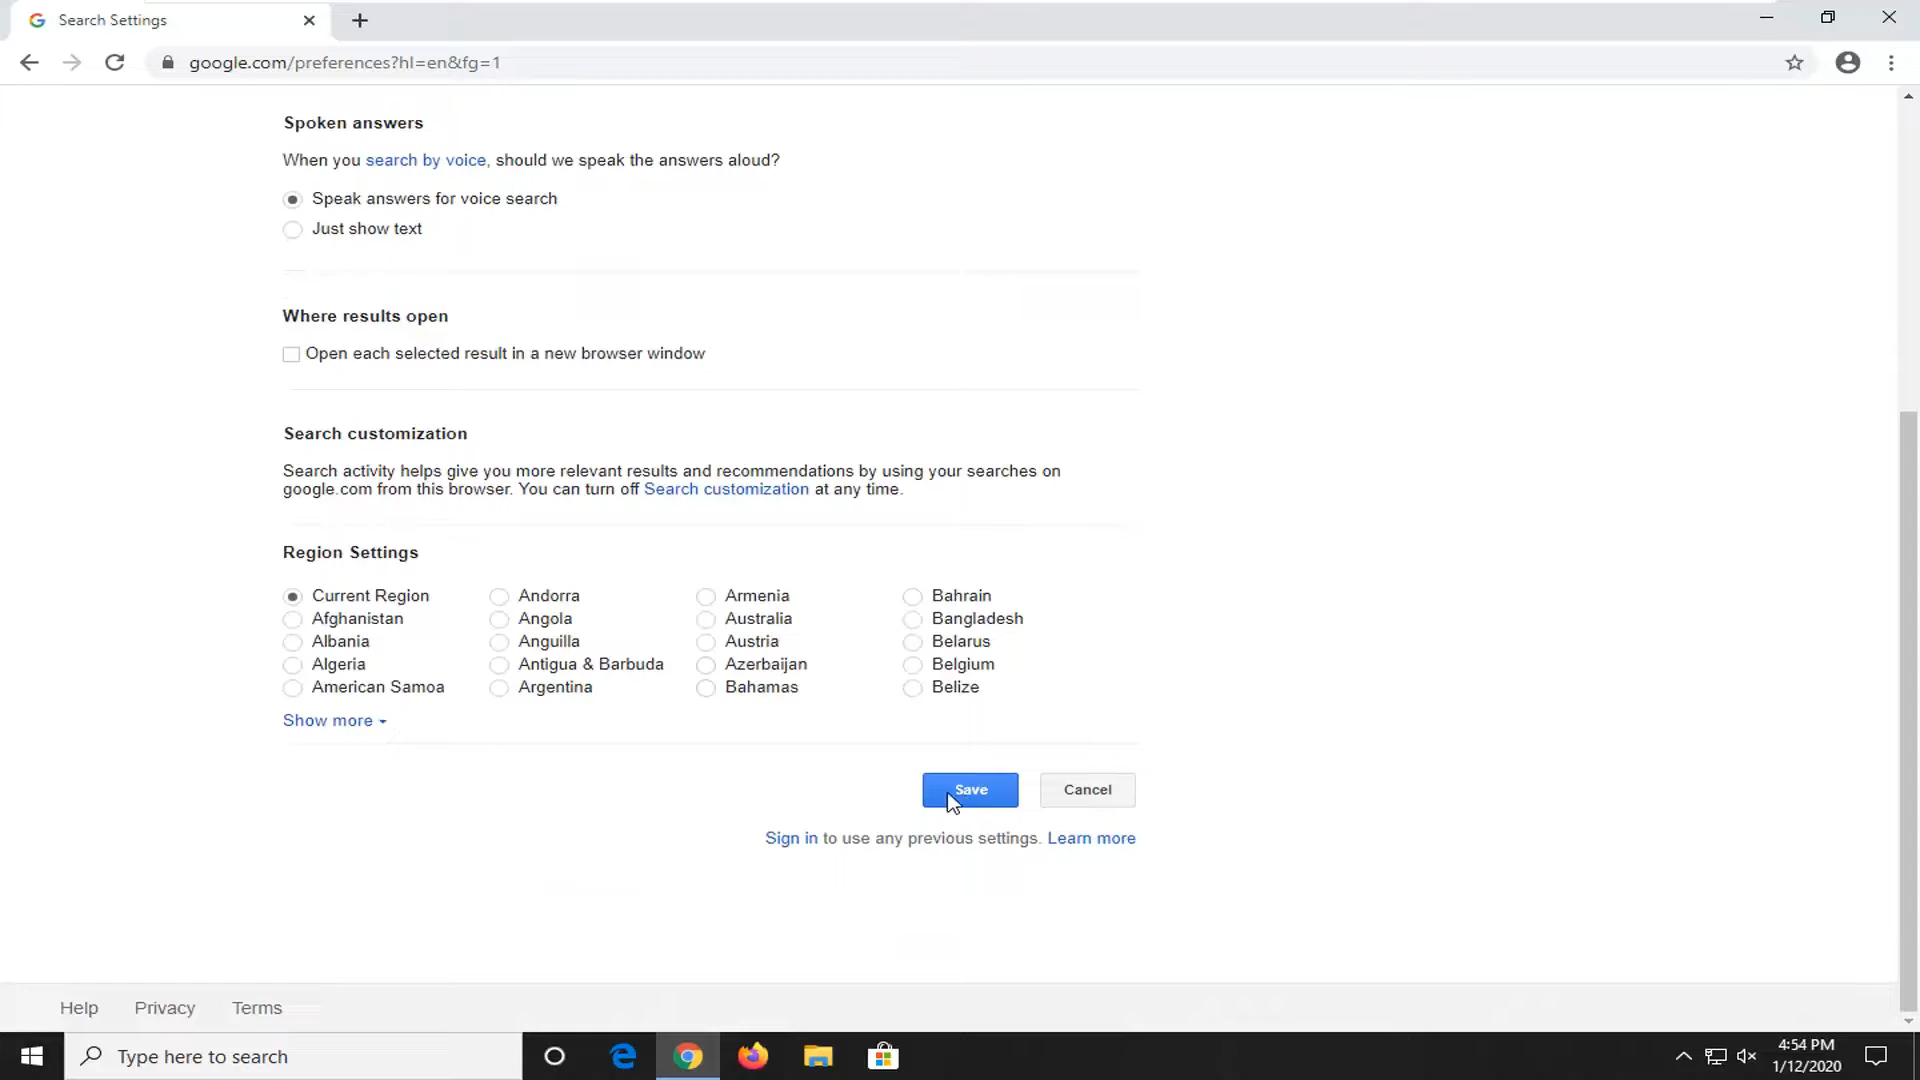 Search Settings
google.com/preferences?hl=en&fg=1
Spoken answers
When you search by voice, should we speak the answers aloud?
Speak answers for voice search
Just show text
Where results open
Open each selected result in a new browser window
Search customization
Search activity helps give you more relevant results and recommendations by using your searches on
google.com from this browser. You can turn off Search customization at any time.
Region Settings
Current Region Andorra Armenia Bahrain
Afghanistan Angola Australia Bangladesh
Albania Anguilla Austria Belarus
Algeria Antigua & Barbuda Azerbaijan Belgium
American Samoa Argentina Bahamas Belize
Show more
Save Cancel
Sign in to use any previous settings. Learn more
Help Privacy Terms
Type here to search
4:54 PM
1/12/2020